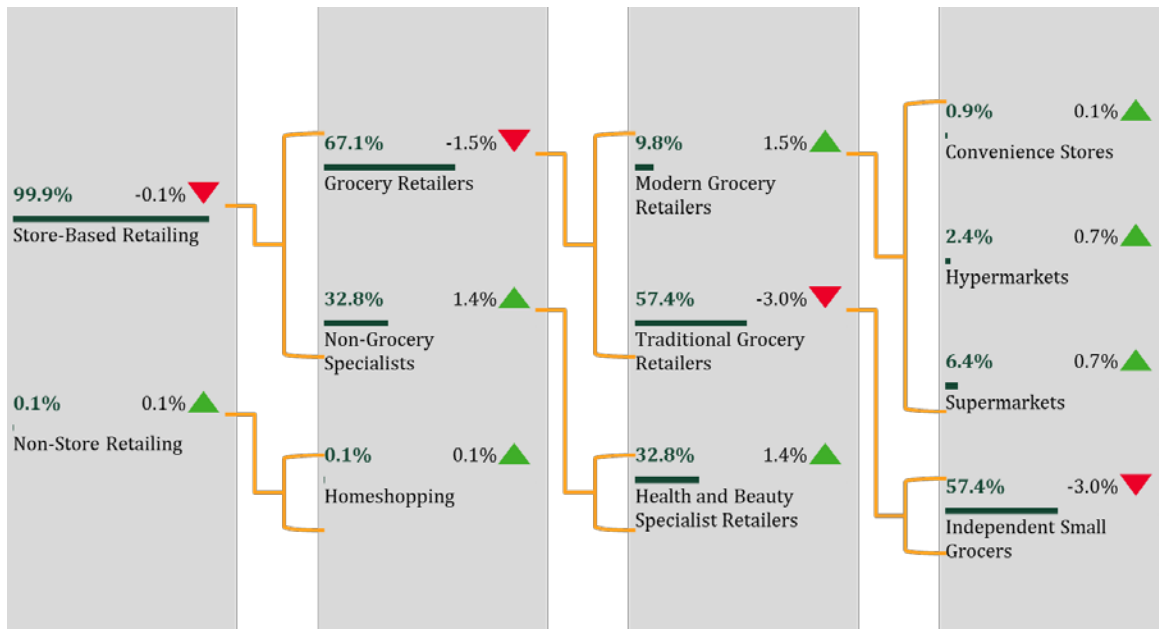 99.9% -0.1%
Store-Based Retailing
0.1% 0.1%
Non-Store Retailing
67.1% -1.5%
Grocery Retailers
32.8% 1.4%
Non-Grocery
Specialists
0.1% 0.1%
Homeshopping
9.8% 1.5%
Modern Grocery
Retailers
57.4% -3.0%
Traditional Grocery
Retailers
32.8% 1.4%
Health and Beauty
Specialist Retailers
0.9% 0.1%
Convenience Stores
2.4% 0.7%
Hypermarkets
6.4% 0.7%
Supermarkets
57.4% -3.0%
Independent Small
Grocers